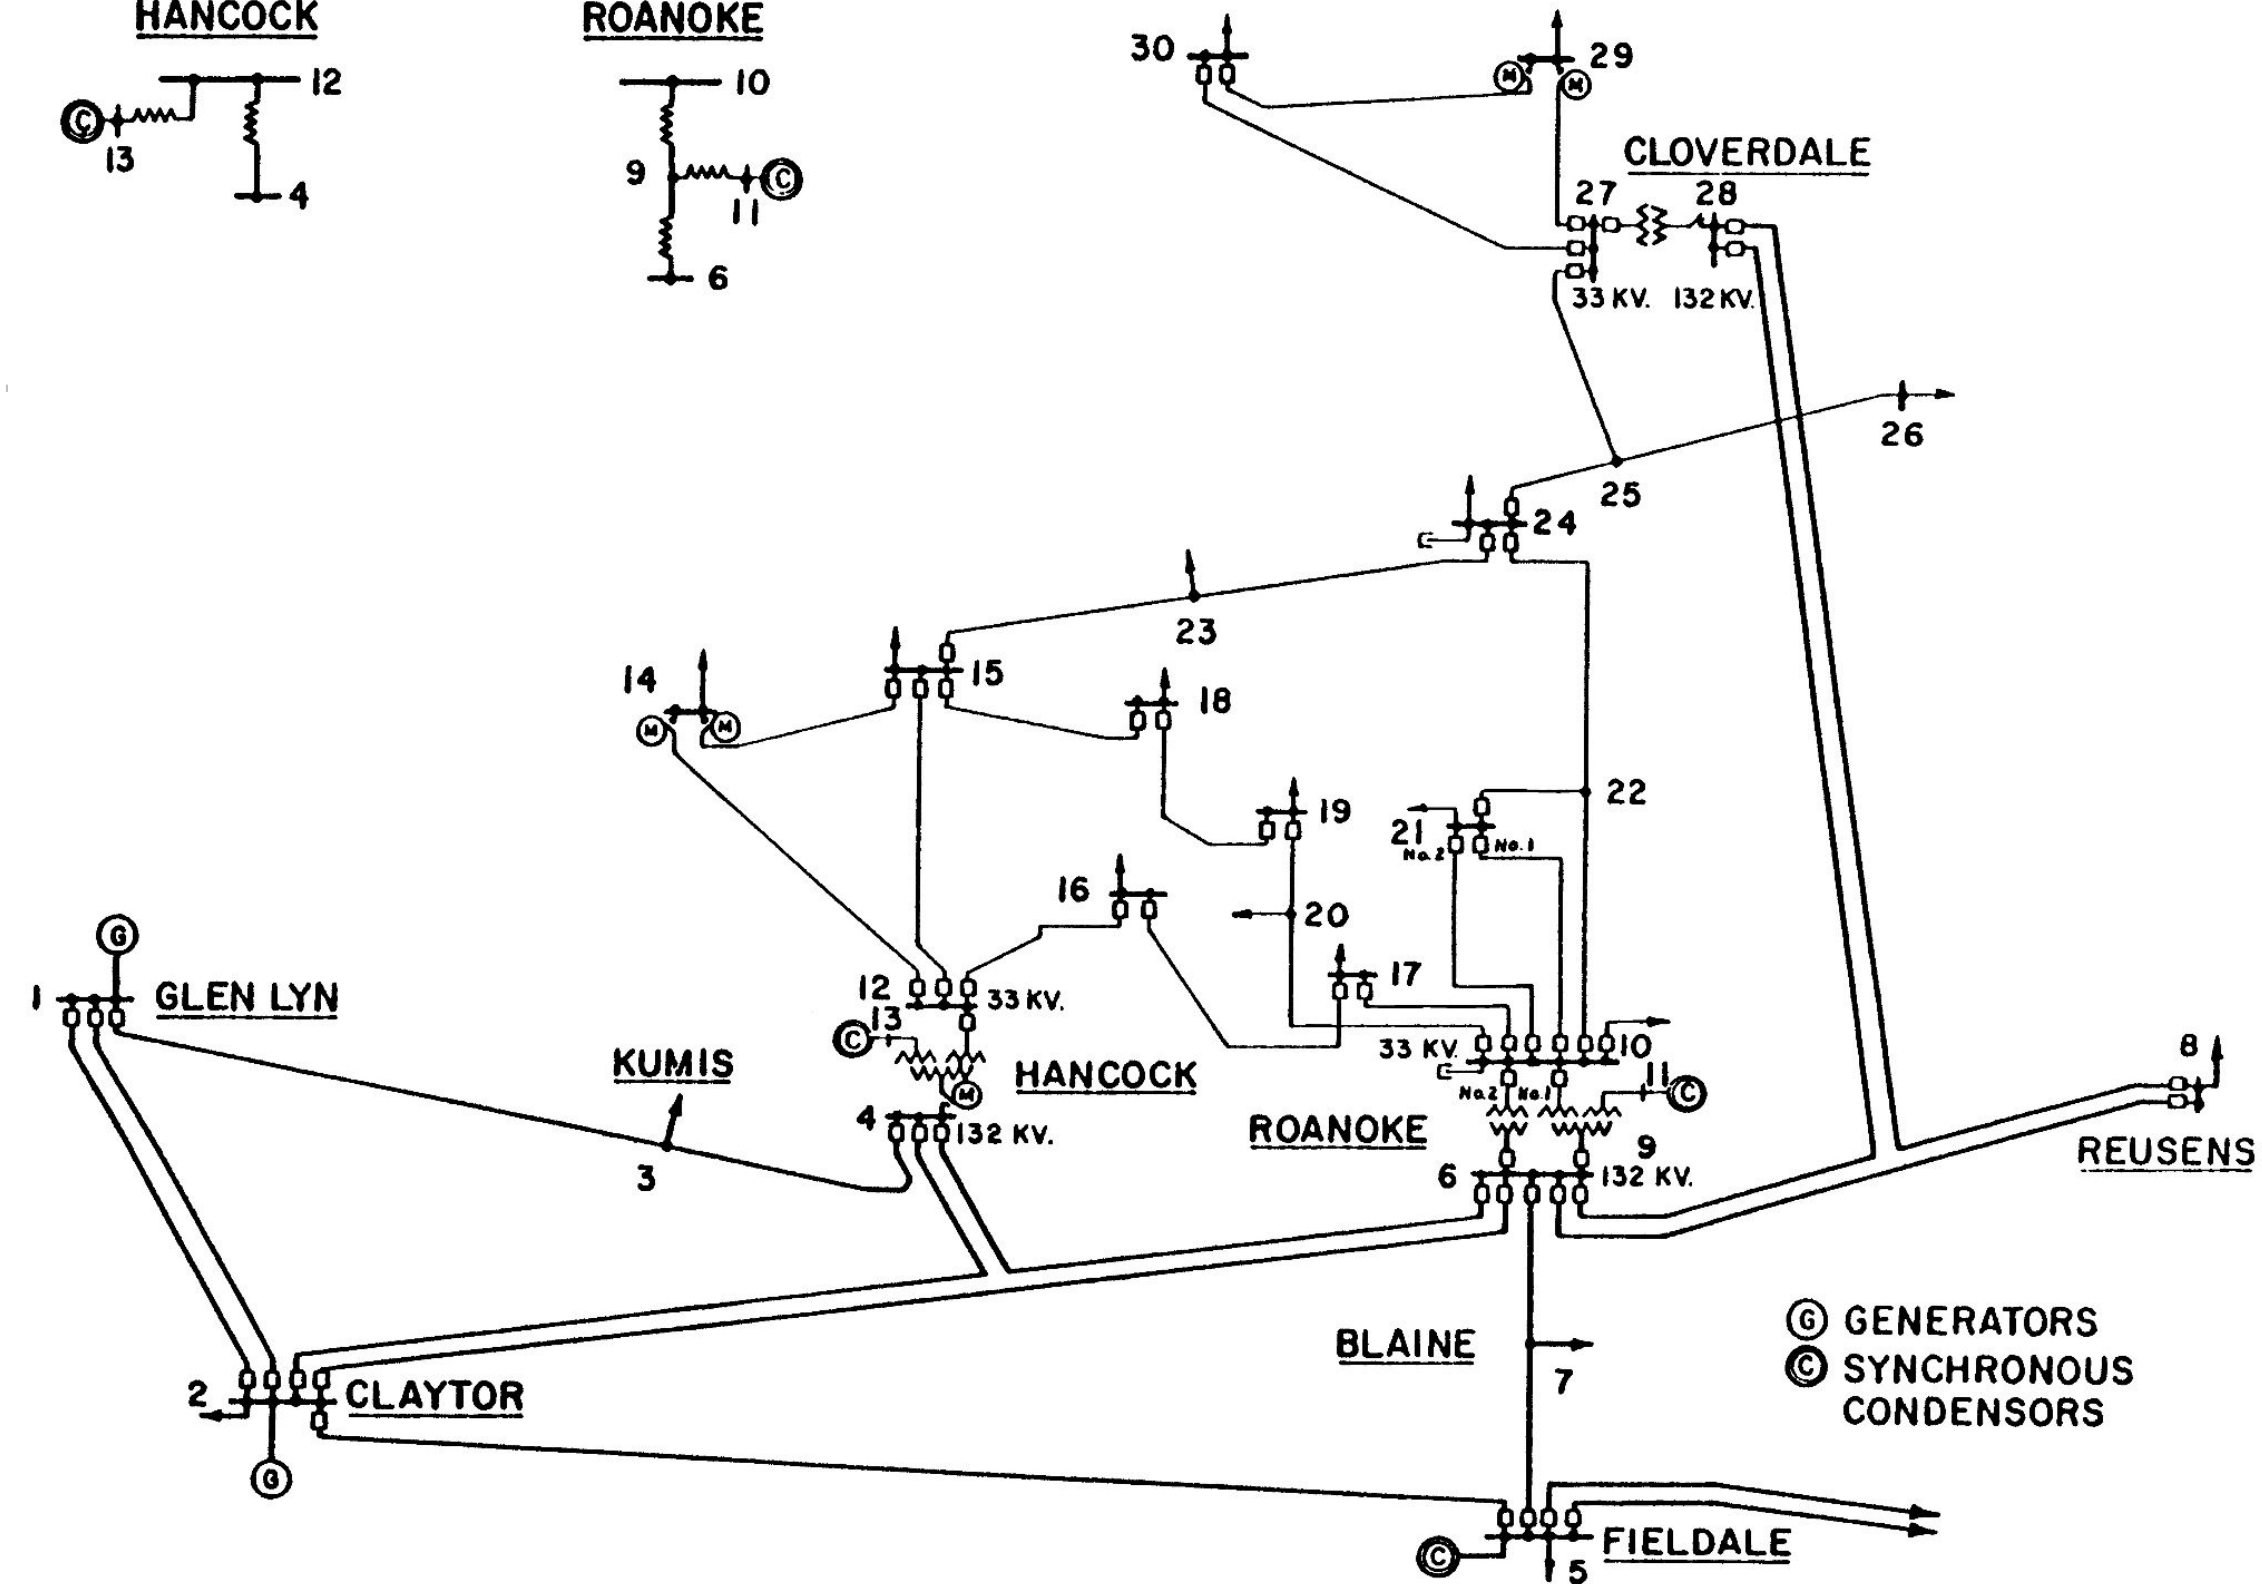 HANCOCK
12
C
13
4
ROANOKE
10
9
C
11
6
30
29
M
M
CLOVERDALE
27
28
33 KV.
132 KV.
26
25
24
23
15
14
M
M
18
19
22
21
No. 2
No. 1
16
20
17
G
1
GLEN LYN
12
33 KV.
13
C
KUMIS
3
HANCOCK
M
4
132 KV.
33 KV.
10
11
C
No. 2
No. 1
ROANOKE
9
6
132 KV.
8
REUSENS
BLAINE
7
2
CLAYTOR
G
C
5
FIELDALE
G GENERATORS
C SYNCHRONOUS
CONDENSORS